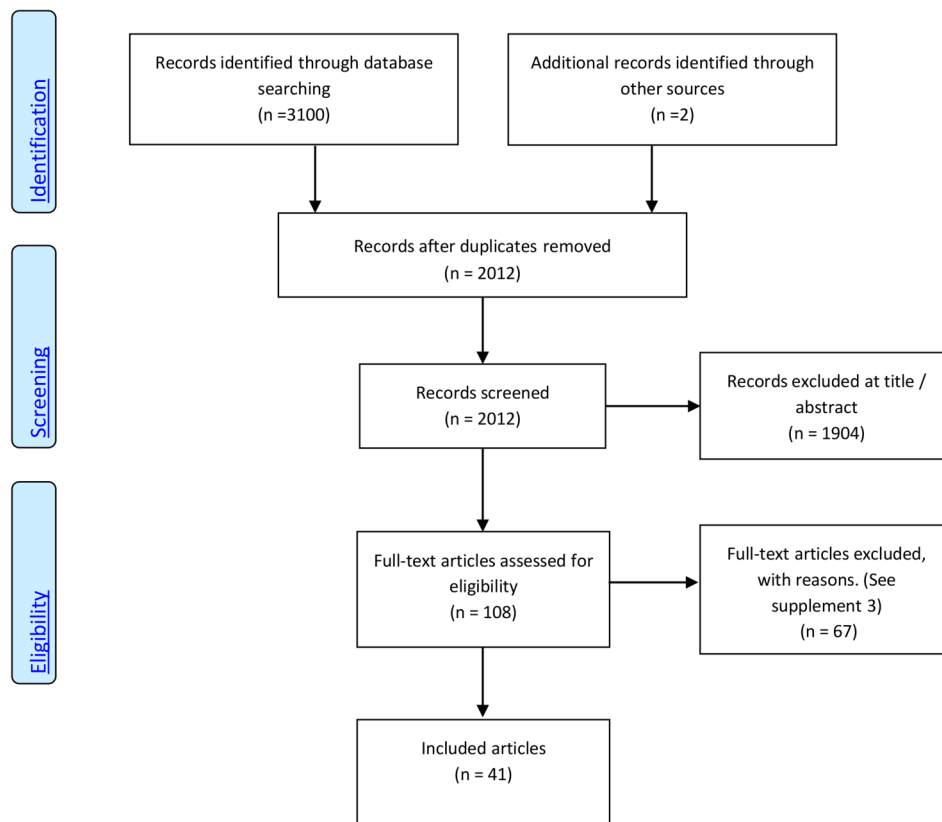 Identification
Records identified through database
searching
(n =3100)
Additional records identified through
other sources
(n =2)
Records after duplicates removed
(n = 2012)
Screening
Records screened
(n = 2012)
Records excluded at title /
abstract
(n = 1904)
Eligibility
Full-text articles assessed for
eligibility
(n = 108)
Full-text articles excluded,
with reasons. (See
supplement 3)
(n = 67)
Included articles
(n = 41)